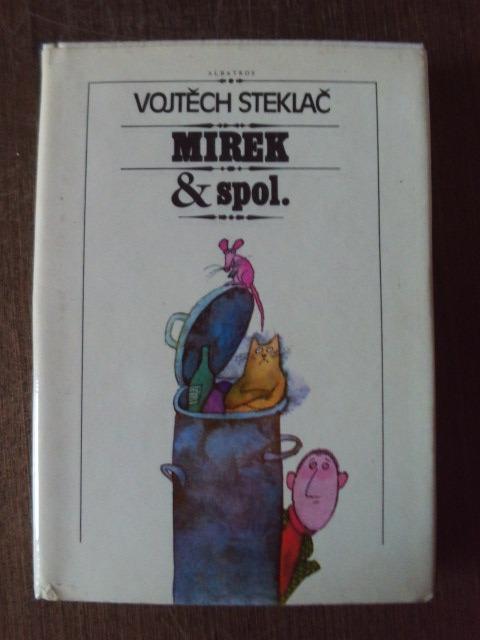 ALBATROS
VOJTĚCH STEKLAČ
MIREK
& spol.